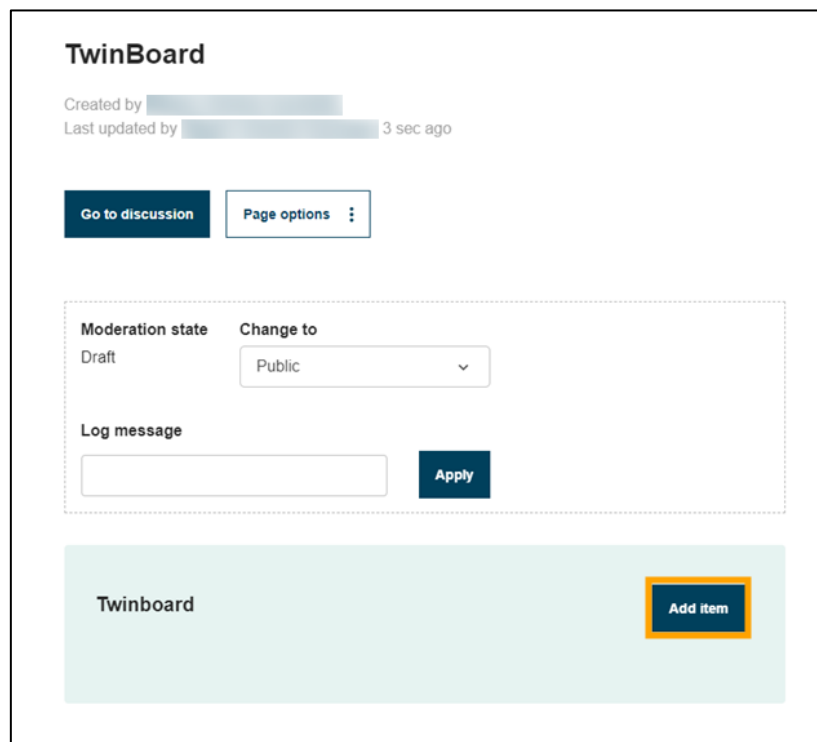 TwinBoard
Created by
Last updated by 3 sec ago
Go to discussion Page options
Moderation state Change to
Draft Public
Log message
Apply
Twinboard Add item